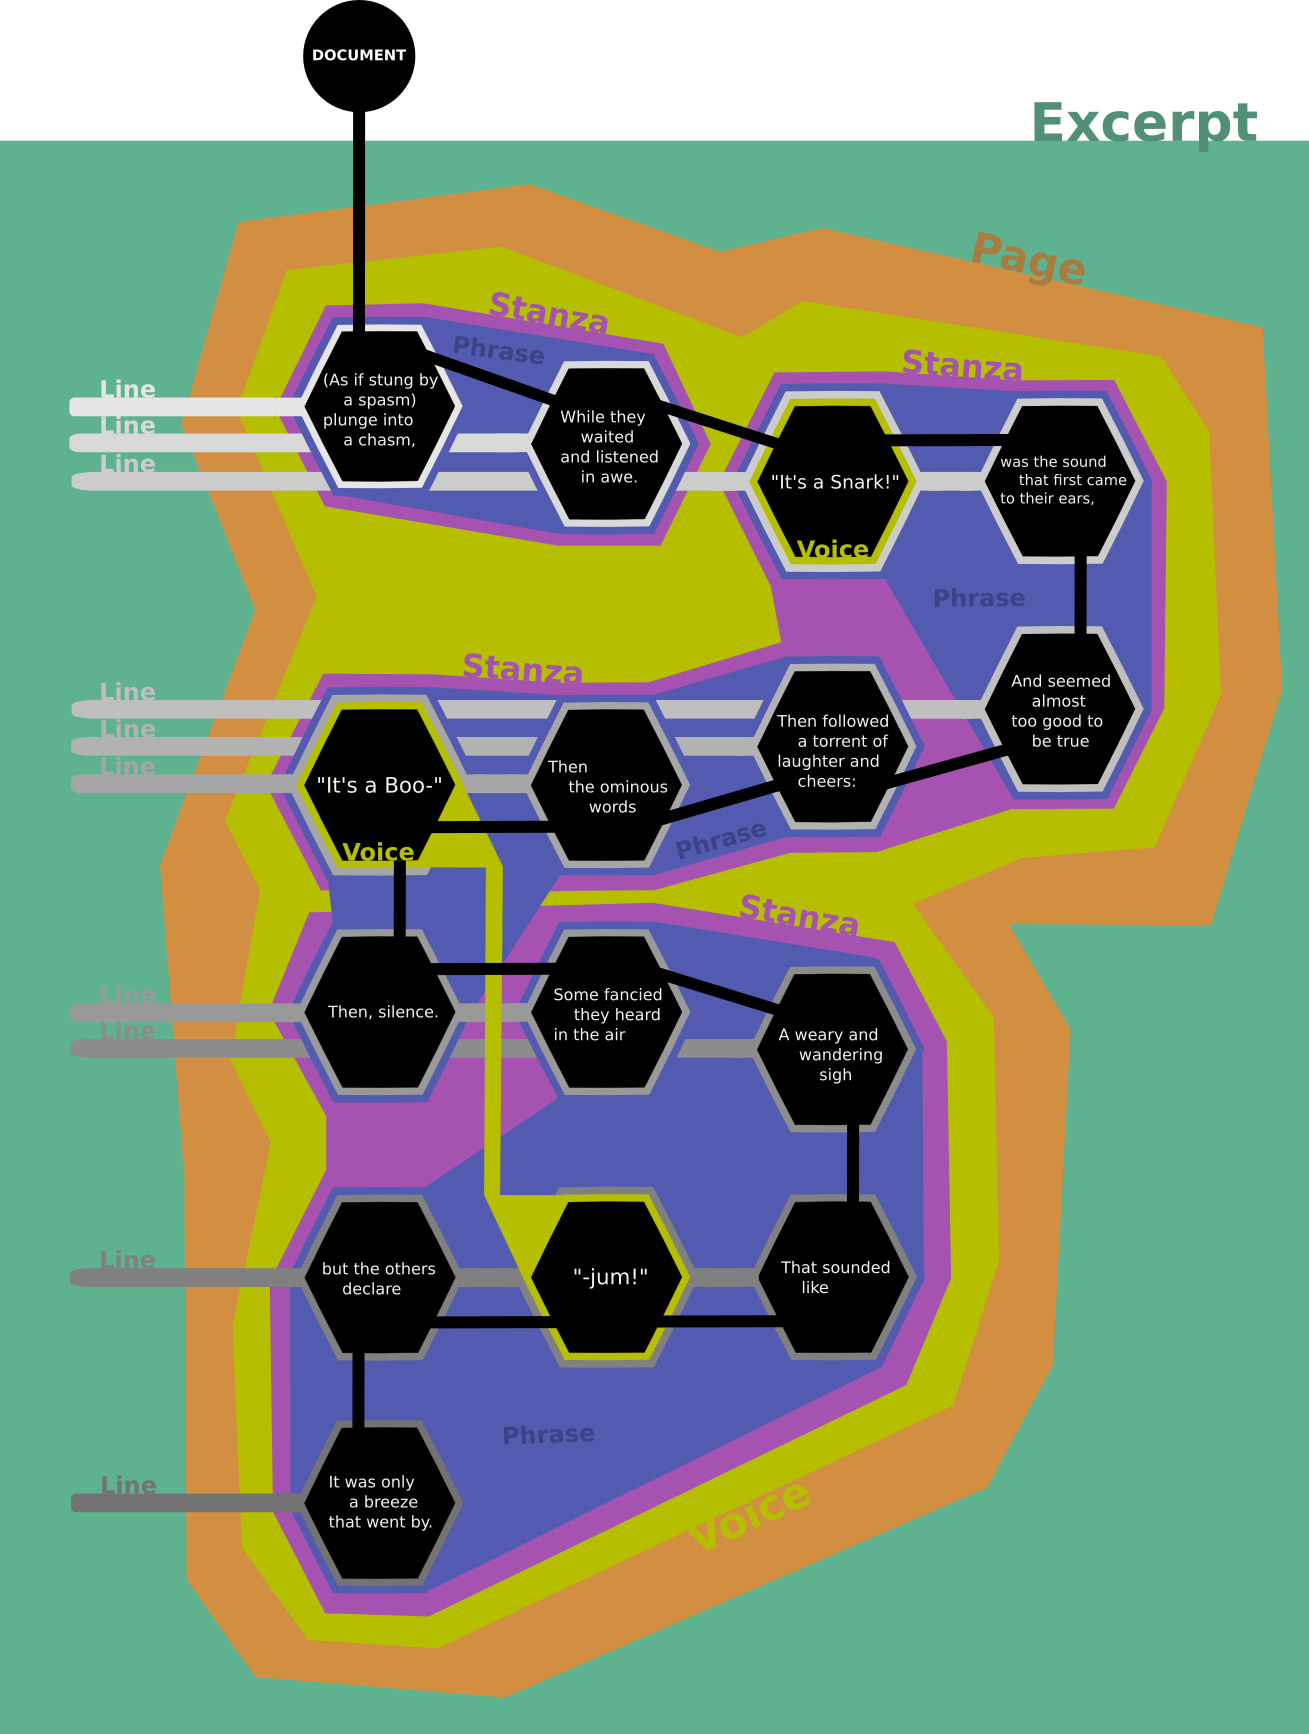 DOCUMENT
Excerpt
Page
Stanza
Phrase
Stanza
Line
Line
Line
(As if stung by
a spasm)
plunge into
a chasm,
While they
waited
and listened
in awe.
"It's a Snark!"
Voice
was the sound
that first came
to their ears,
Phrase
And seemed
almost
too good to
be true
Stanza
Line
Line
Line
Then followed
a torrent of
laughter and
cheers:
Then
the ominous
words
"It's a Boo-"
Voice
Phrase
Stanza
Line
Line
Then, silence.
Some fancied
they heard
in the air
A weary and
wandering
sigh
Line
but the others
declare
"-jum!"
That sounded
like
Phrase
Line
It was only
a breeze
that went by.
Voice